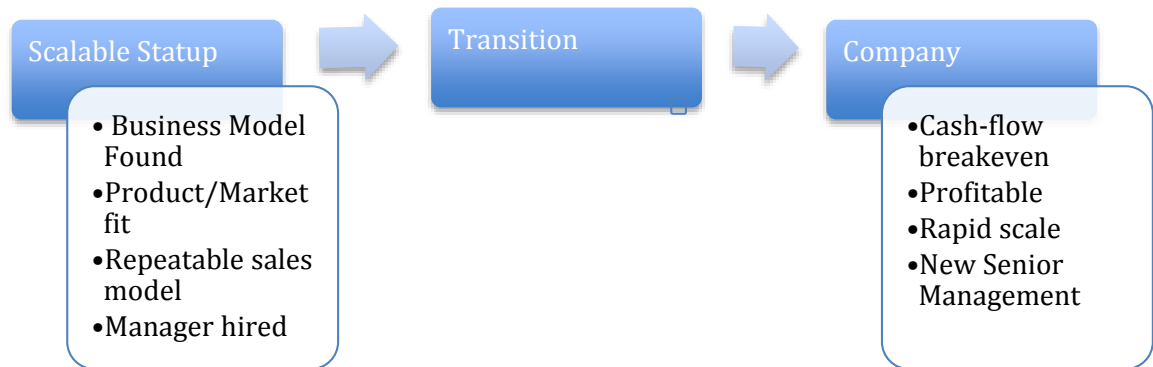 Scalable Statup
• Business Model
Found
•Product/Market
fit
•Repeatable sales
model
•Manager hired
Transition
Company
•Cash-flow
breakeven
•Profitable
•Rapid scale
•New Senior
Management